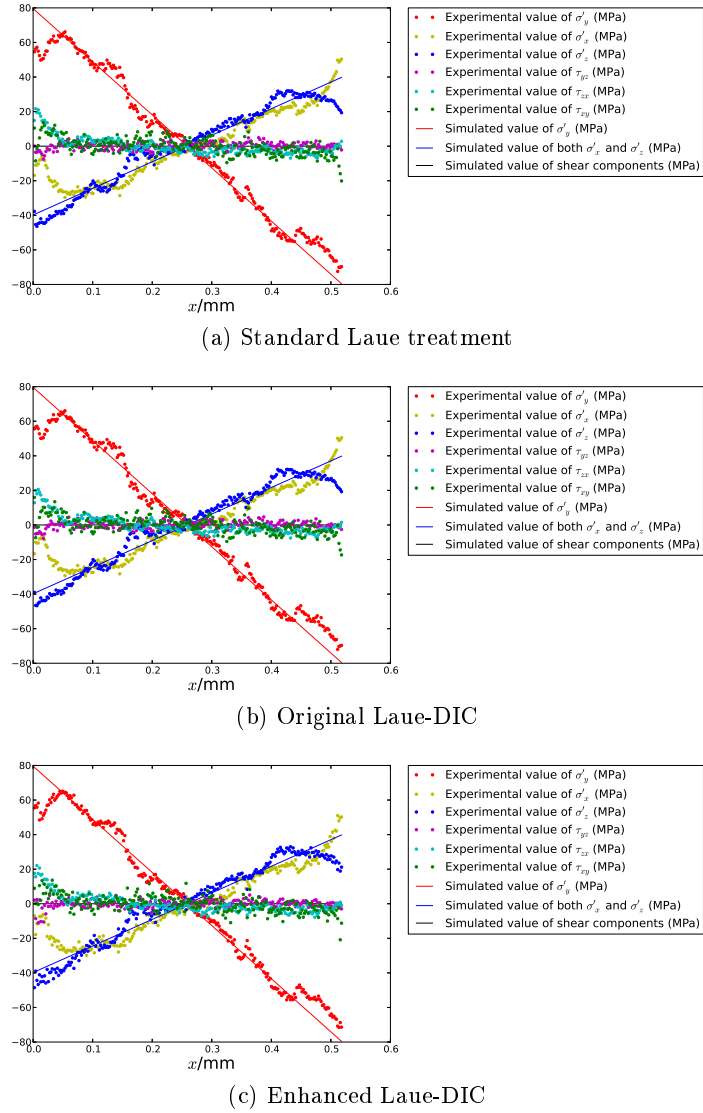 80
60
40
20
0
−20
−40
−60
−80
0.0 0.1 0.2 0.3 0.4 0.5 0.6
x/mm
Experimental value of σ′y (MPa)
Experimental value of σ′x (MPa)
Experimental value of σ′z (MPa)
Experimental value of τyz (MPa)
Experimental value of τzx (MPa)
Experimental value of τxy (MPa)
Simulated value of σ′y (MPa)
Simulated value of both σ′x and σ′z (MPa)
Simulated value of shear components (MPa)
(a) Standard Laue treatment
80
60
40
20
0
−20
−40
−60
−80
0.0 0.1 0.2 0.3 0.4 0.5 0.6
x/mm
Experimental value of σ′y (MPa)
Experimental value of σ′x (MPa)
Experimental value of σ′z (MPa)
Experimental value of τyz (MPa)
Experimental value of τzx (MPa)
Experimental value of τxy (MPa)
Simulated value of σ′y (MPa)
Simulated value of both σ′x and σ′z (MPa)
Simulated value of shear components (MPa)
(b) Original Laue-DIC
80
60
40
20
0
−20
−40
−60
−80
0.0 0.1 0.2 0.3 0.4 0.5 0.6
x/mm
Experimental value of σ′y (MPa)
Experimental value of σ′x (MPa)
Experimental value of σ′z (MPa)
Experimental value of τyz (MPa)
Experimental value of τzx (MPa)
Experimental value of τxy (MPa)
Simulated value of σ′y (MPa)
Simulated value of both σ′x and σ′z (MPa)
Simulated value of shear components (MPa)
(c) Enhanced Laue-DIC